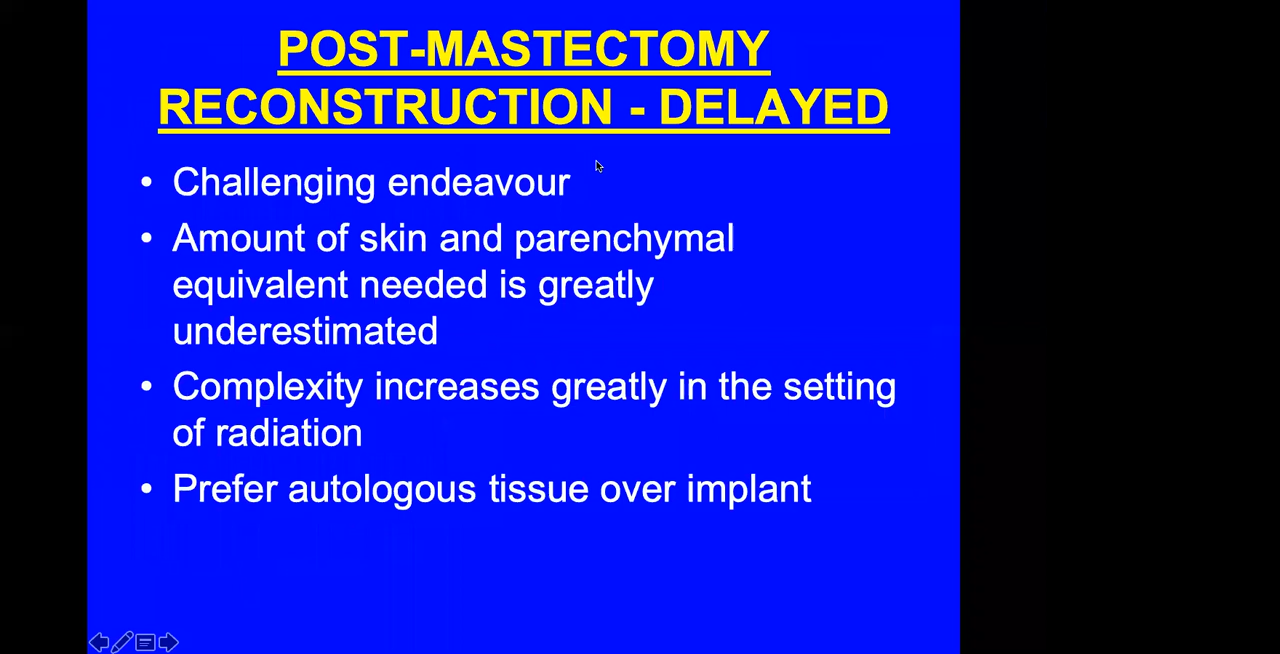 POST-MASTECTOMY
RECONSTRUCTION - DELAYED
• Challenging endeavour
• Amount of skin and parenchymal
equivalent needed is greatly
underestimated
• Complexity increases greatly in the setting
of radiation
• Prefer autologous tissue over implant